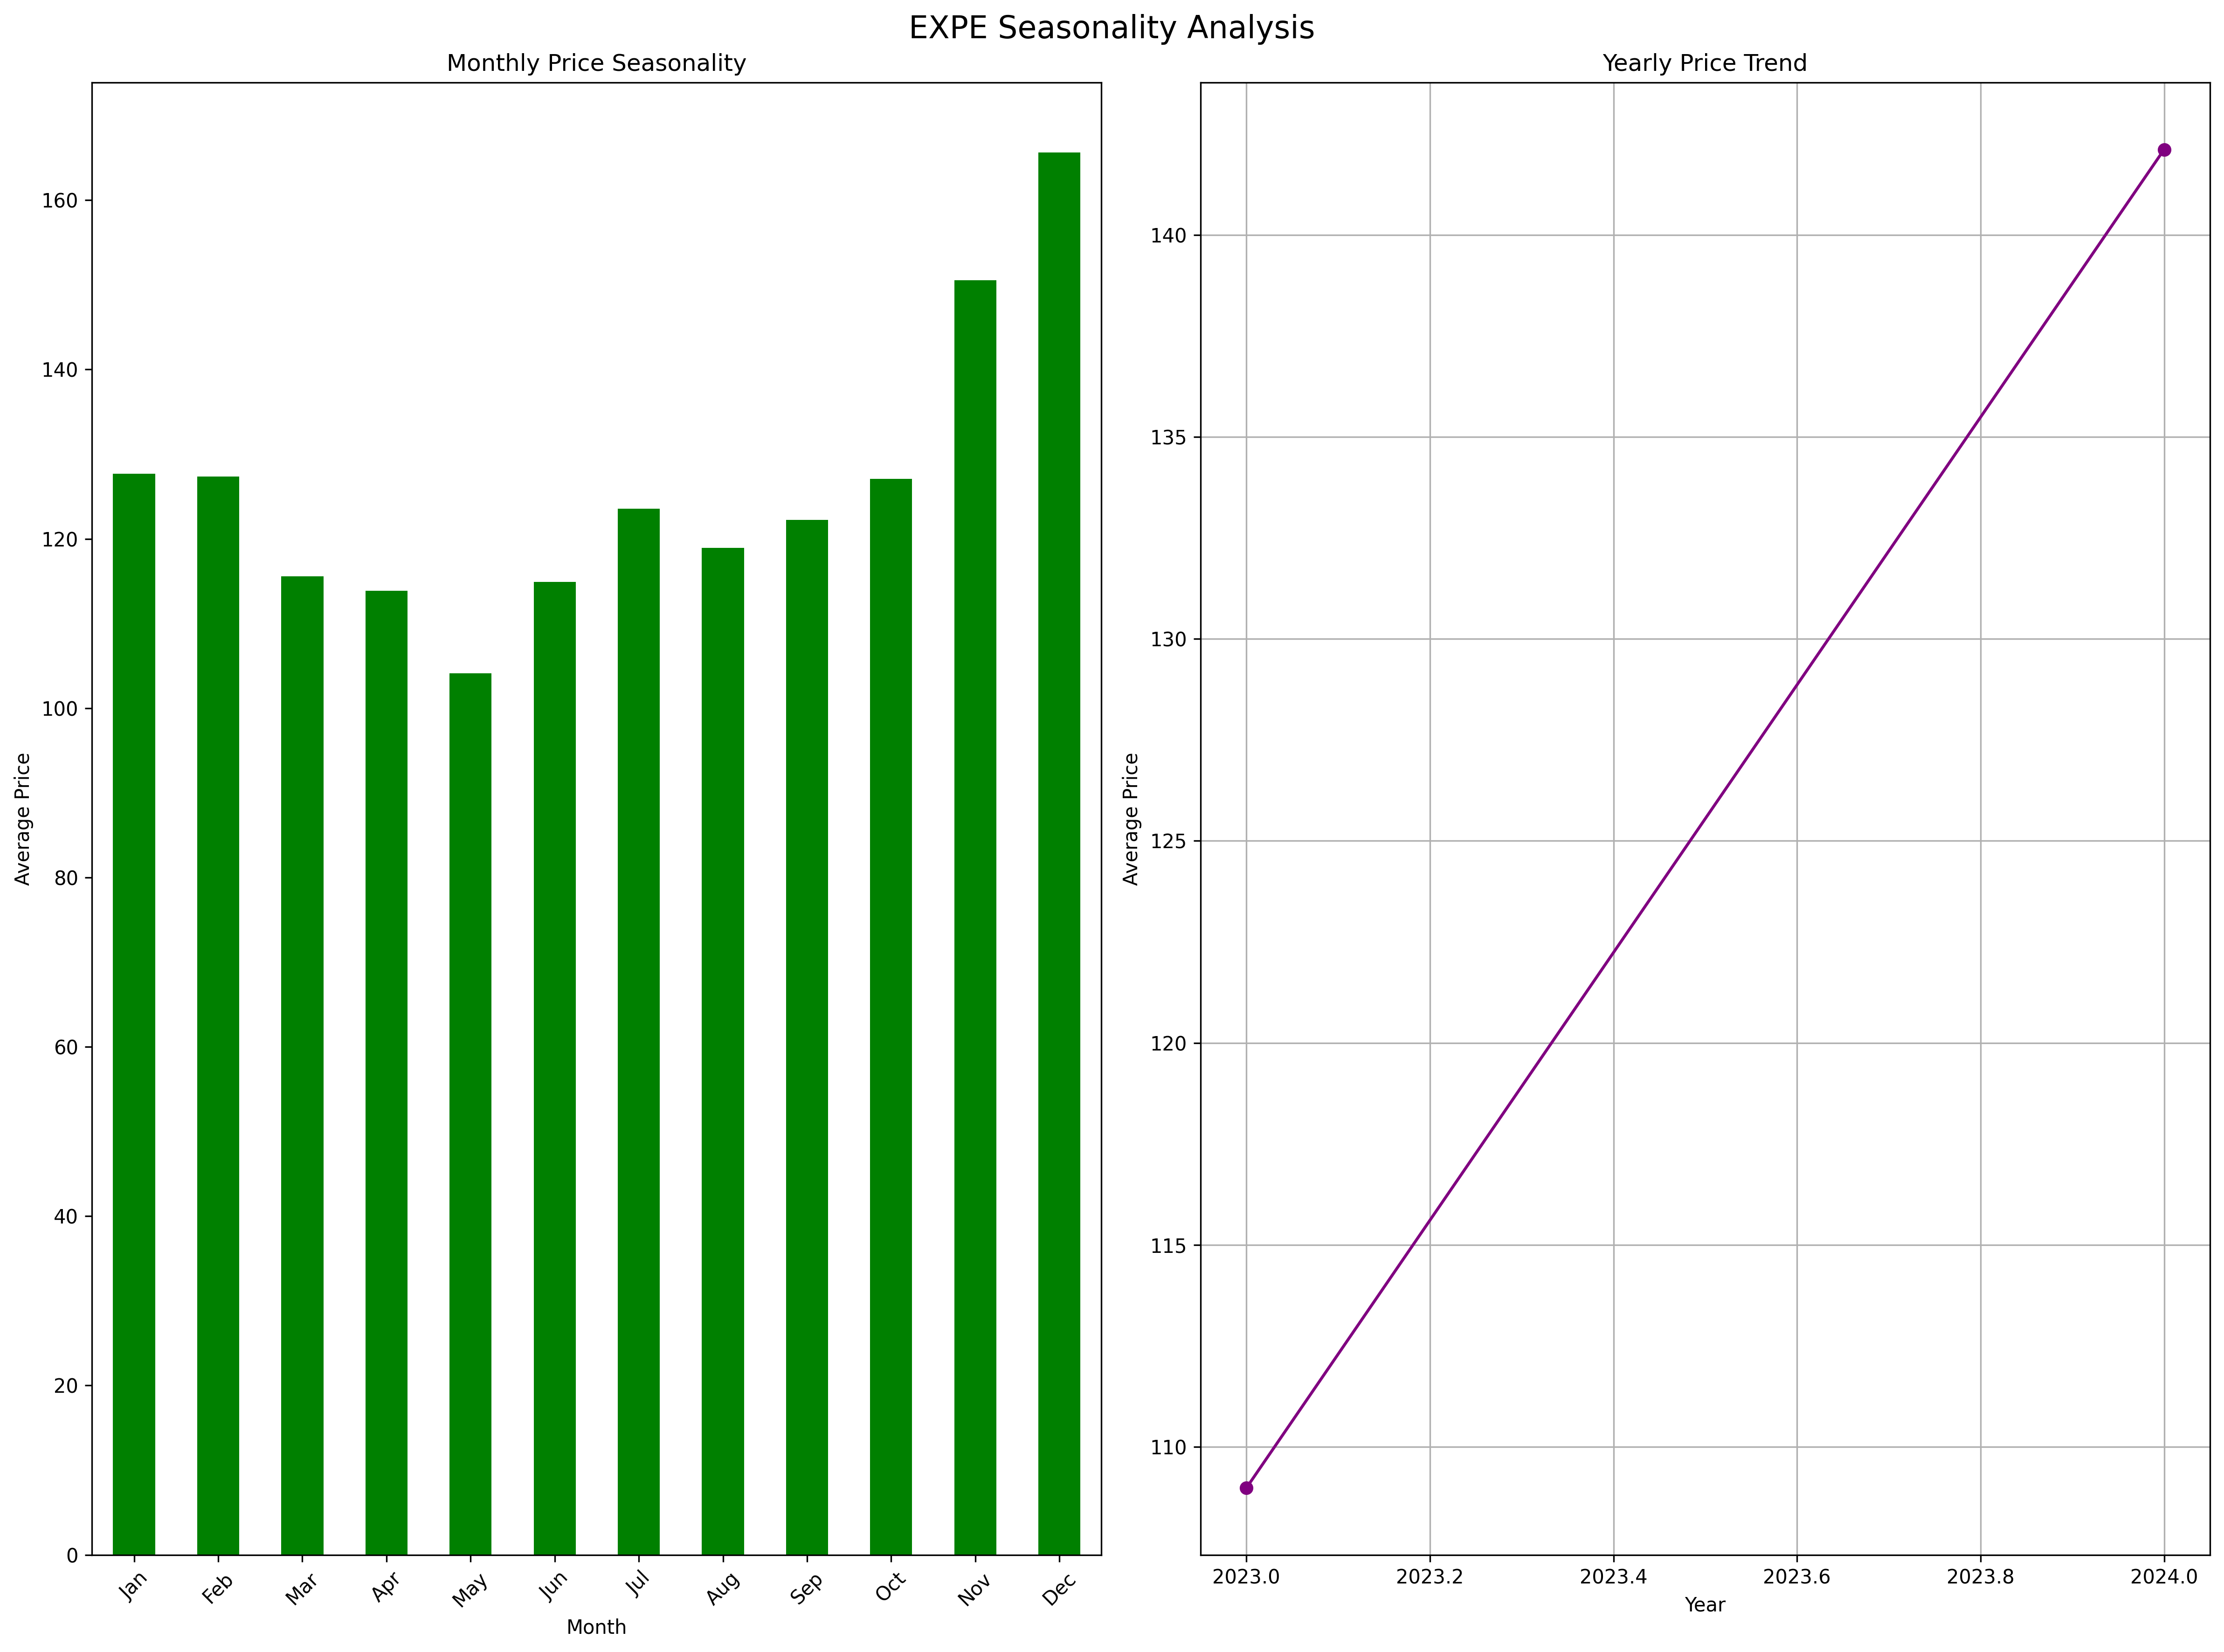 EXPE Seasonality Analysis
Monthly Price Seasonality
Average Price
160
140
120
100
80
60
40
20
0
Jan
Feb
Mar
Apr
May
Jun
Jul
Aug
Sep
Oct
Nov
Dec
Month
Yearly Price Trend
Average Price
140
135
130
125
120
115
110
2023.0
2023.2
2023.4
2023.6
2023.8
2024.0
Year